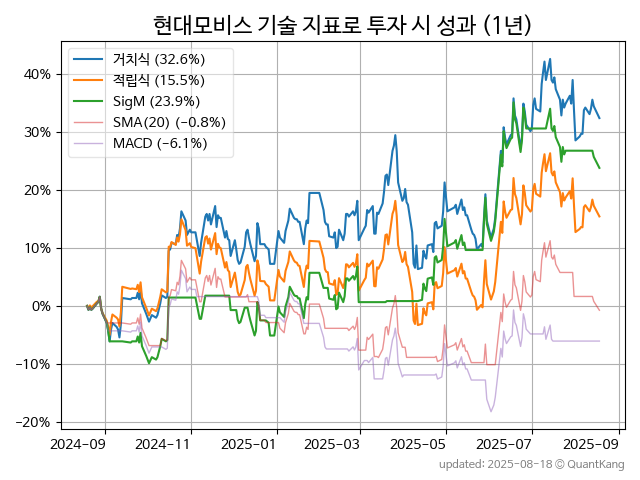 현대모비스 기술 지표로 투자 시 성과 (1년)
거치식 (32.6%)
적립식 (15.5%)
SigM (23.9%)
SMA(20) (−0.8%)
MACD (−6.1%)
40%
30%
20%
10%
0%
−10%
−20%
2024-09 2024-11 2025-01 2025-03 2025-05 2025-07 2025-09
updated: 2025-08-18 © QuantKang